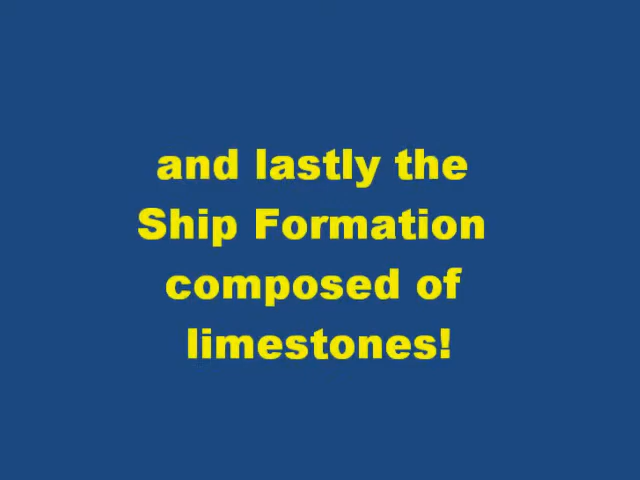 and lastly the
Ship Formation
composed of
limestones!